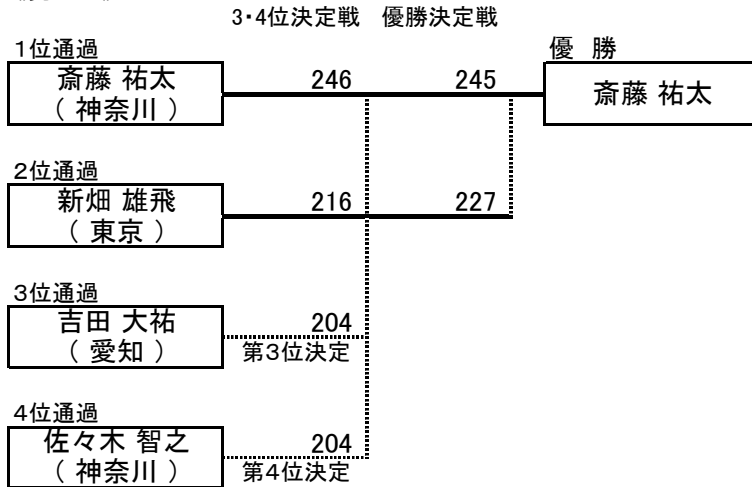 3・4位決定戦 優勝決定戦
1位通過
優 勝
斎藤 祐太
( 神奈川 )
246
245
斎藤 祐太
2位通過
新畑 雄飛
( 東京 )
216
227
3位通過
吉田 大祐
( 愛知 )
204
第3位決定
4位通過
佐々木 智之
( 神奈川 )
204
第4位決定